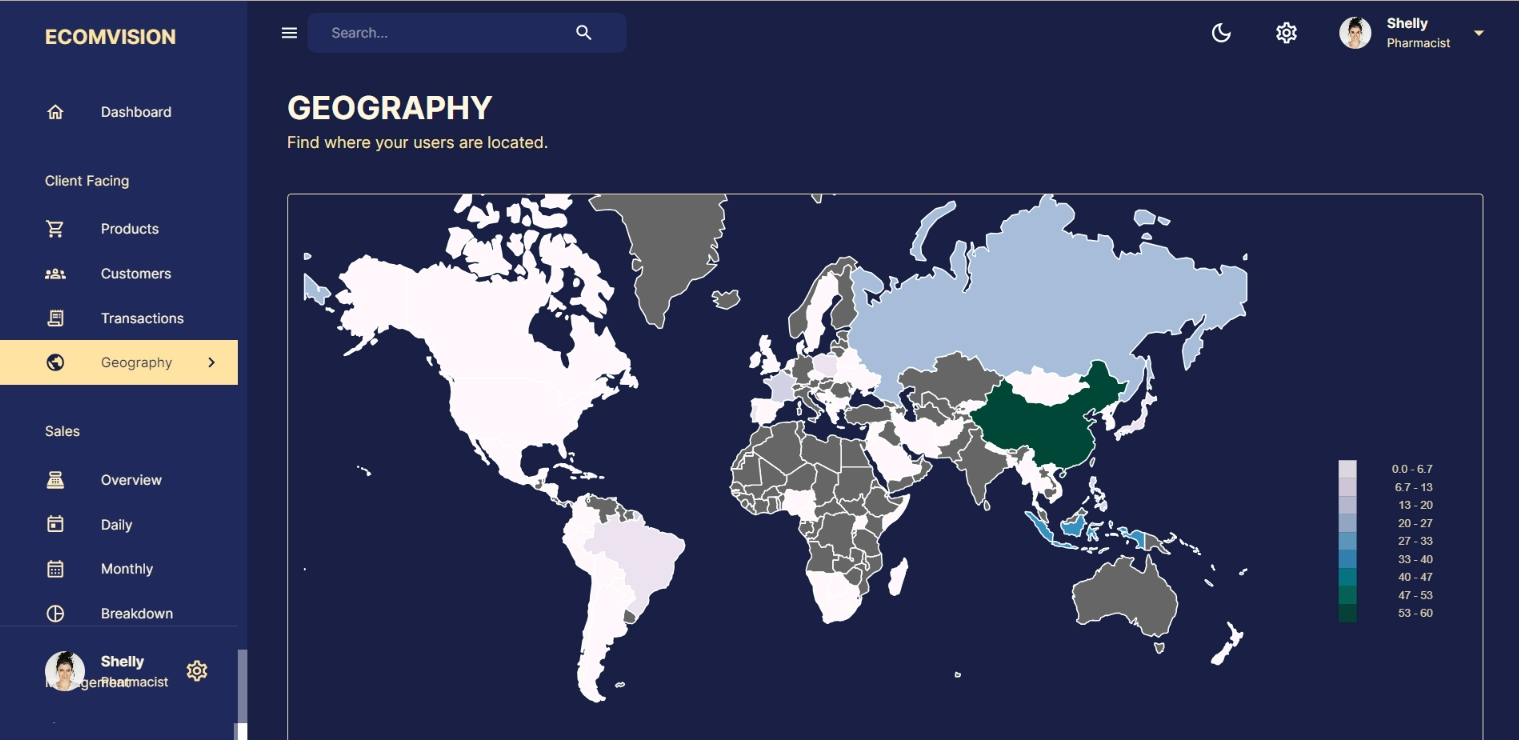 ECOMVISION
Search...
Shelly
Pharmacist
Dashboard
Client Facing
Products
Customers
Transactions
Geography
Sales
Overview
Daily
Monthly
Breakdown
Shelly
Pharmacist
GEOGRAPHY
Find where your users are located.
0.0 - 6.7
6.7 - 13
13 - 20
20 - 27
27 - 33
33 - 40
40 - 47
47 - 53
53 - 60